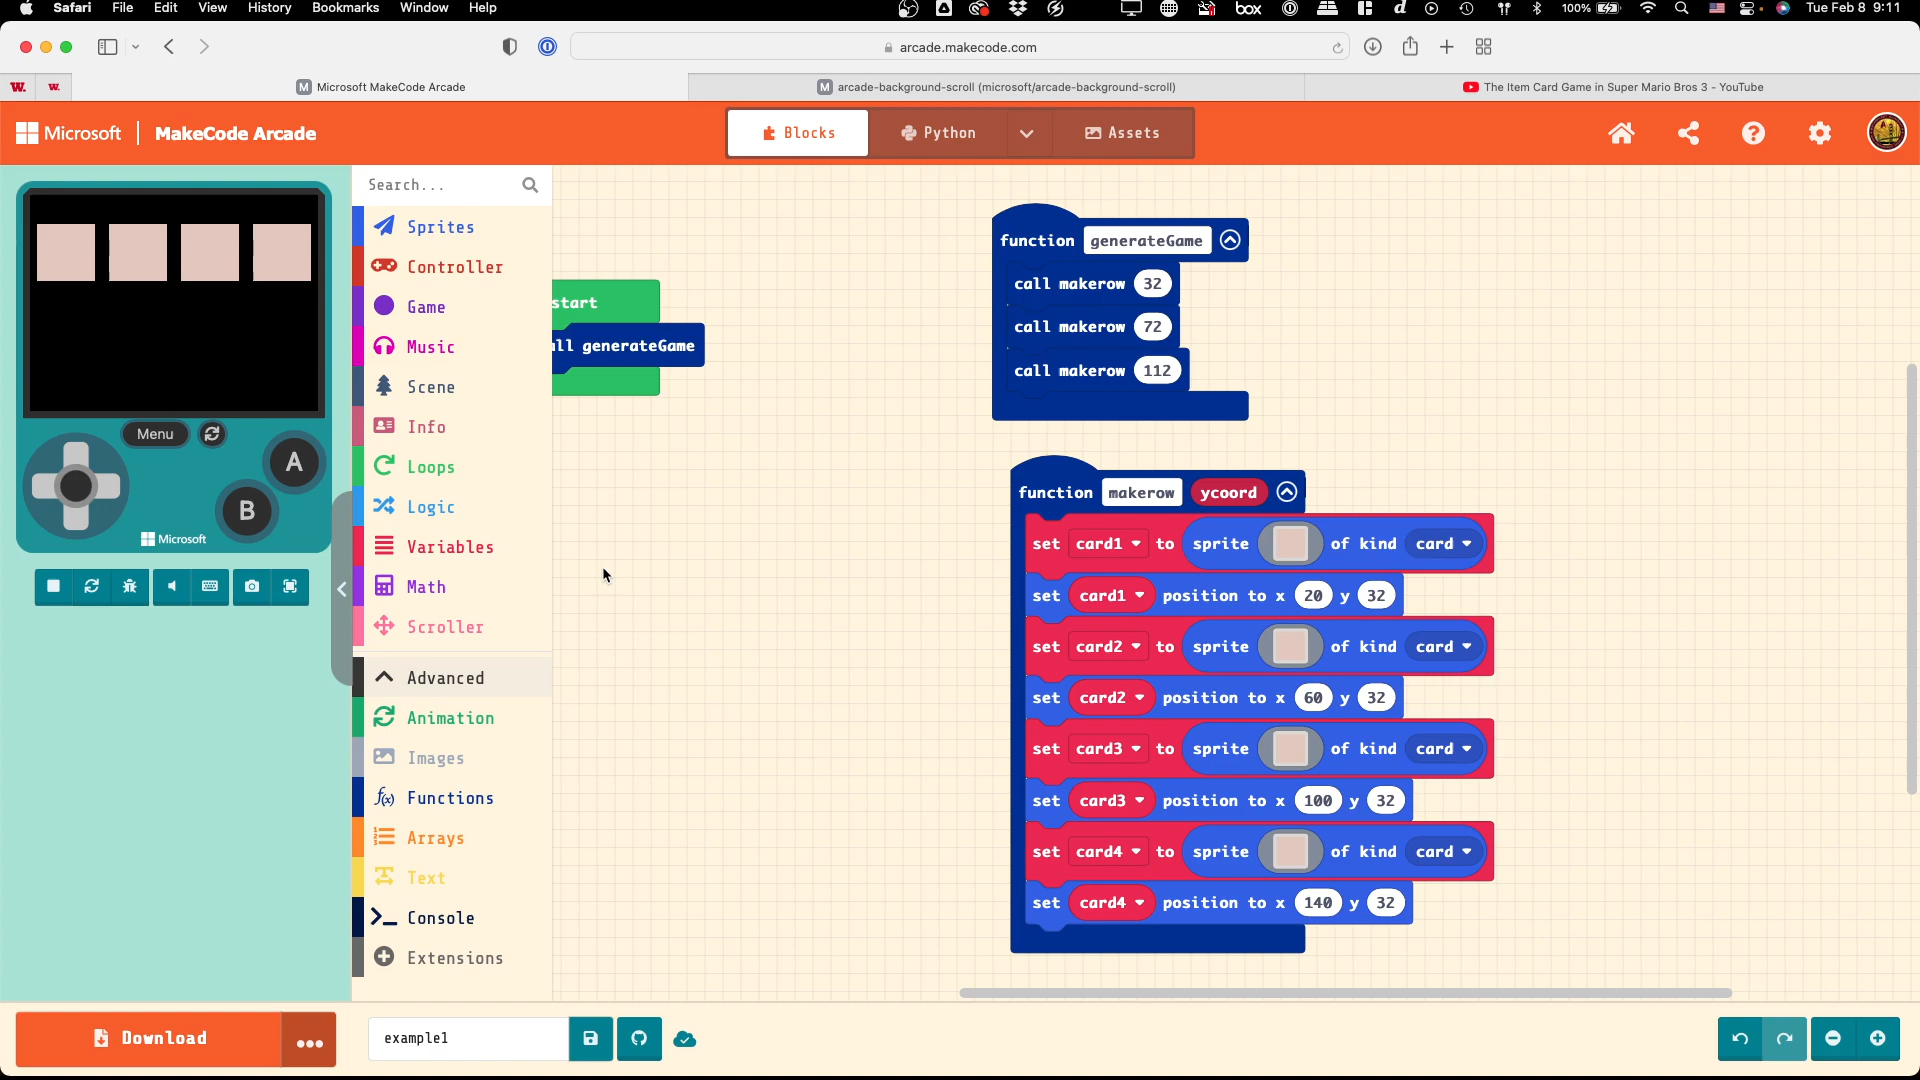 Safari File Edit View History Bookmarks Window Help
box
100%
Tue Feb 8 9:11
arcade.makecode.com
W. W.
M Microsoft MakeCode Arcade
M arcade-background-scroll (microsoft/arcade-background-scroll)
The Item Card Game in Super Mario Bros 3 - YouTube
Microsoft MakeCode Arcade
Blocks
Python
Assets
Menu
A
B
Microsoft
Search...
Sprites
Controller
Game
Music
Scene
Info
Loops
Logic
Variables
Math
Scroller
Advanced
Animation
Images
f(x) Functions
Arrays
Text
Console
Extensions
start
ll generateGame
function generateGame
call makerow 32
call makerow 72
call makerow 112
function makerow ycoord
set card1 to sprite of kind card
set card1 position to x 20 y 32
set card2 to sprite of kind card
set card2 position to x 60 y 32
set card3 to sprite of kind card
set card3 position to x 100 y 32
set card4 to sprite of kind card
set card4 position to x 140 y 32
Download
...
example1